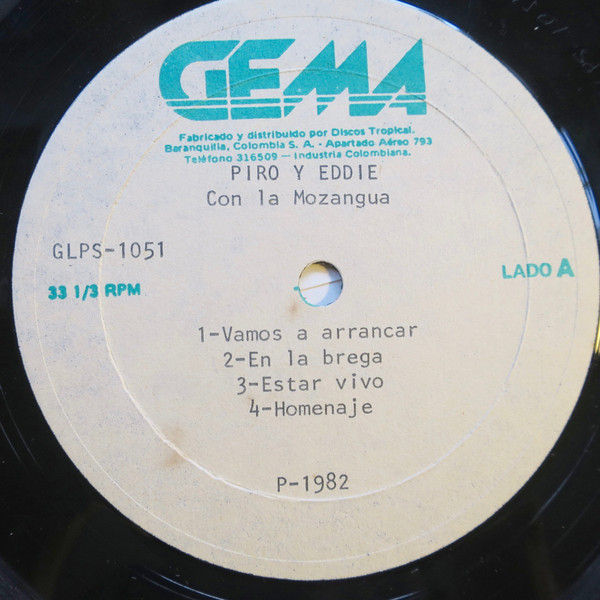 GEMA
Fabricado y distribuido por Discos Tropical.
Baranquilla, Colombia S. A. - Apartado Aéreo 793
Teléfono 316509 — Industria Colombiana.
PIRO Y EDDIE
Con la Mozangua
GLPS-1051
33 1/3 RPM
LADO A
1-Vamos a arrancar
2-En la brega
3-Estar vivo
4-Homenaje
P-1982